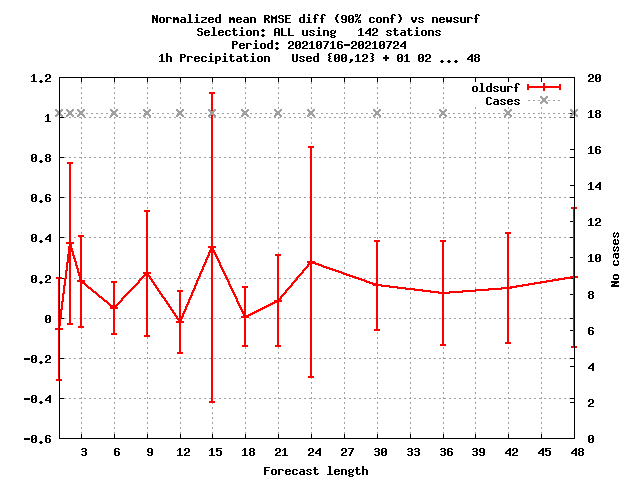 Normalized mean RMSE diff (90% conf) vs newsurf
Selection: ALL using   142 stations
Period: 20210716-20210724
1h Precipitation   Used {00,12} + 01 02 ... 48
1.2
1
0.8
0.6
0.4
0.2
0
-0.2
-0.4
-0.6
20
18
16
14
12
10
8
6
4
2
0
oldsurf
Cases
No cases
3 6 9 12 15 18 21 24 27 30 33 36 39 42 45 48
Forecast length